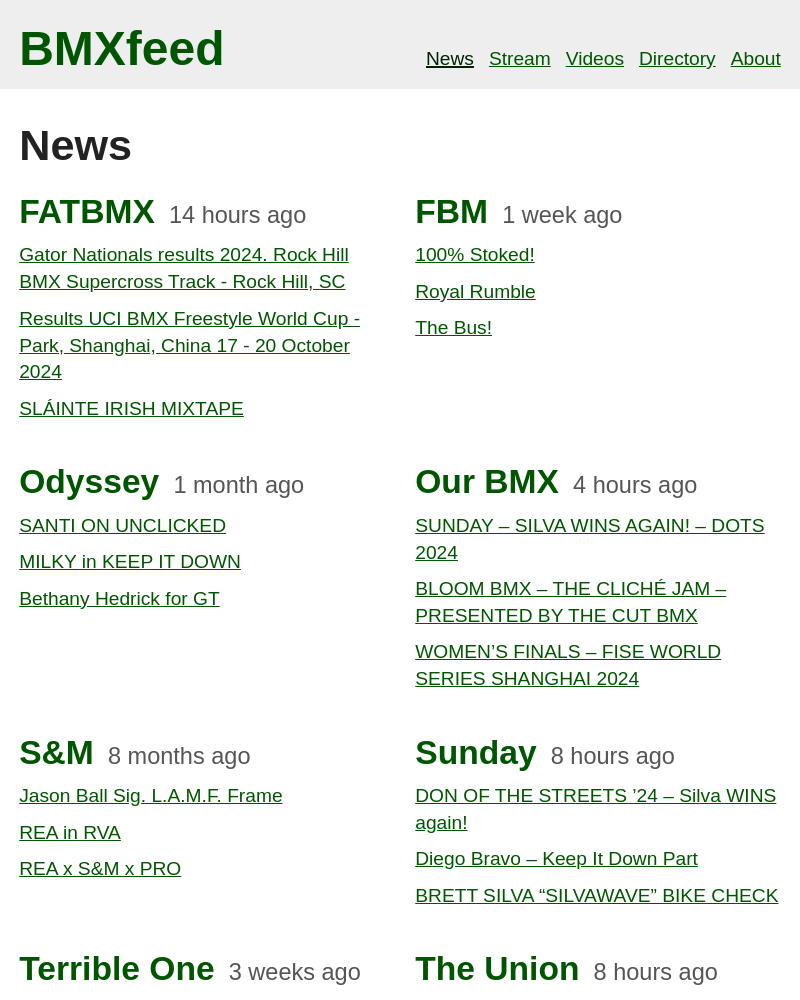 BMXfeed
News Stream Videos Directory About
News
FATBMX 14 hours ago
Gator Nationals results 2024. Rock Hill
BMX Supercross Track - Rock Hill, SC
Results UCI BMX Freestyle World Cup -
Park, Shanghai, China 17 - 20 October
2024
SLÁINTE IRISH MIXTAPE
FBM 1 week ago
100% Stoked!
Royal Rumble
The Bus!
Odyssey 1 month ago
SANTI ON UNCLICKED
MILKY in KEEP IT DOWN
Bethany Hedrick for GT
Our BMX 4 hours ago
SUNDAY – SILVA WINS AGAIN! – DOTS
2024
BLOOM BMX – THE CLICHÉ JAM –
PRESENTED BY THE CUT BMX
WOMEN’S FINALS – FISE WORLD
SERIES SHANGHAI 2024
S&M 8 months ago
Jason Ball Sig. L.A.M.F. Frame
REA in RVA
REA x S&M x PRO
Sunday 8 hours ago
DON OF THE STREETS ’24 – Silva WINS
again!
Diego Bravo – Keep It Down Part
BRETT SILVA “SILVAWAVE” BIKE CHECK
Terrible One 3 weeks ago
The Union 8 hours ago